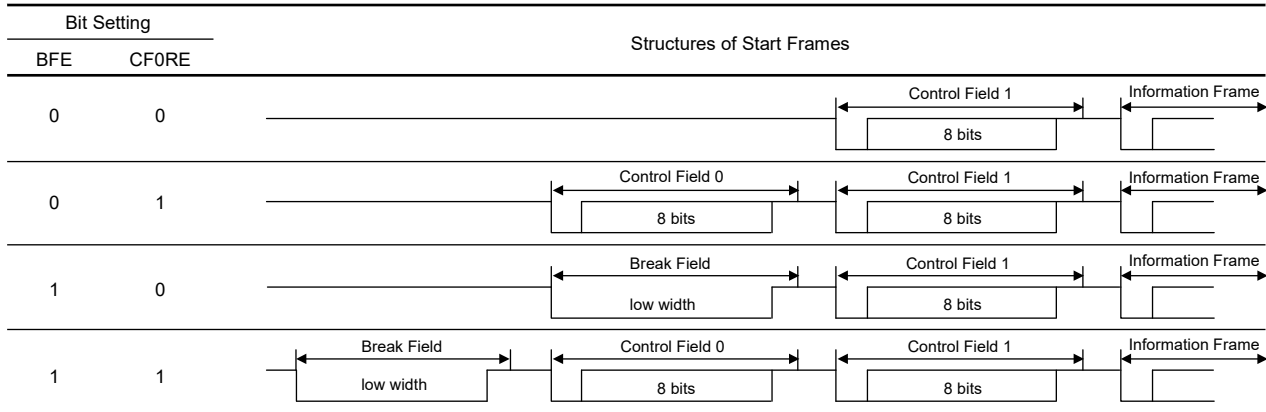 Bit Setting
Structures of Start Frames
BFE CF0RE
0 0 Control Field 1 Information Frame
8 bits
0 1 Control Field 0 Control Field 1 Information Frame
8 bits 8 bits
1 0 Break Field Control Field 1 Information Frame
low width 8 bits
1 1 Break Field Control Field 0 Control Field 1 Information Frame
low width 8 bits 8 bits